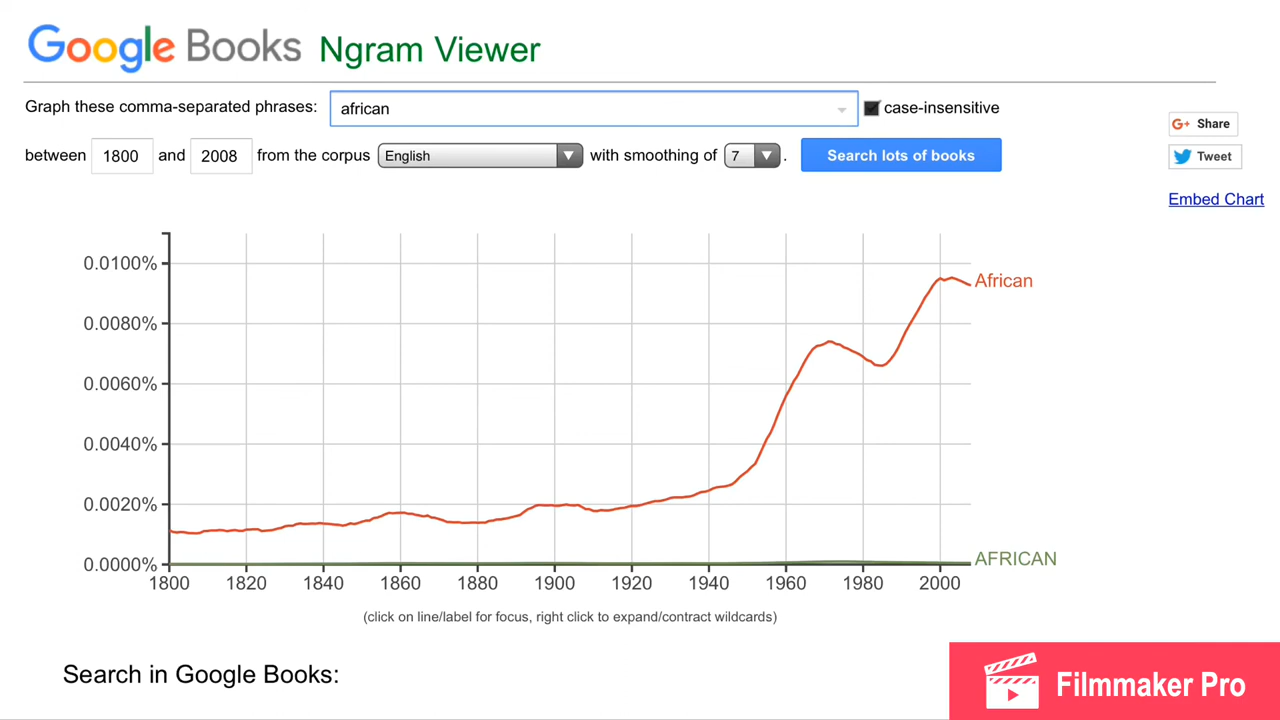 Google Books Ngram Viewer
Graph these comma-separated phrases: african case-insensitive
between 1800 and 2008 from the corpus English with smoothing of 7 . Search lots of books
G+ Share
Tweet
Embed Chart
0.0100%
0.0080%
0.0060%
0.0040%
0.0020%
0.0000%
African
AFRICAN
1800 1820 1840 1860 1880 1900 1920 1940 1960 1980 2000
(click on line/label for focus, right click to expand/contract wildcards)
Search in Google Books:
Filmmaker Pro